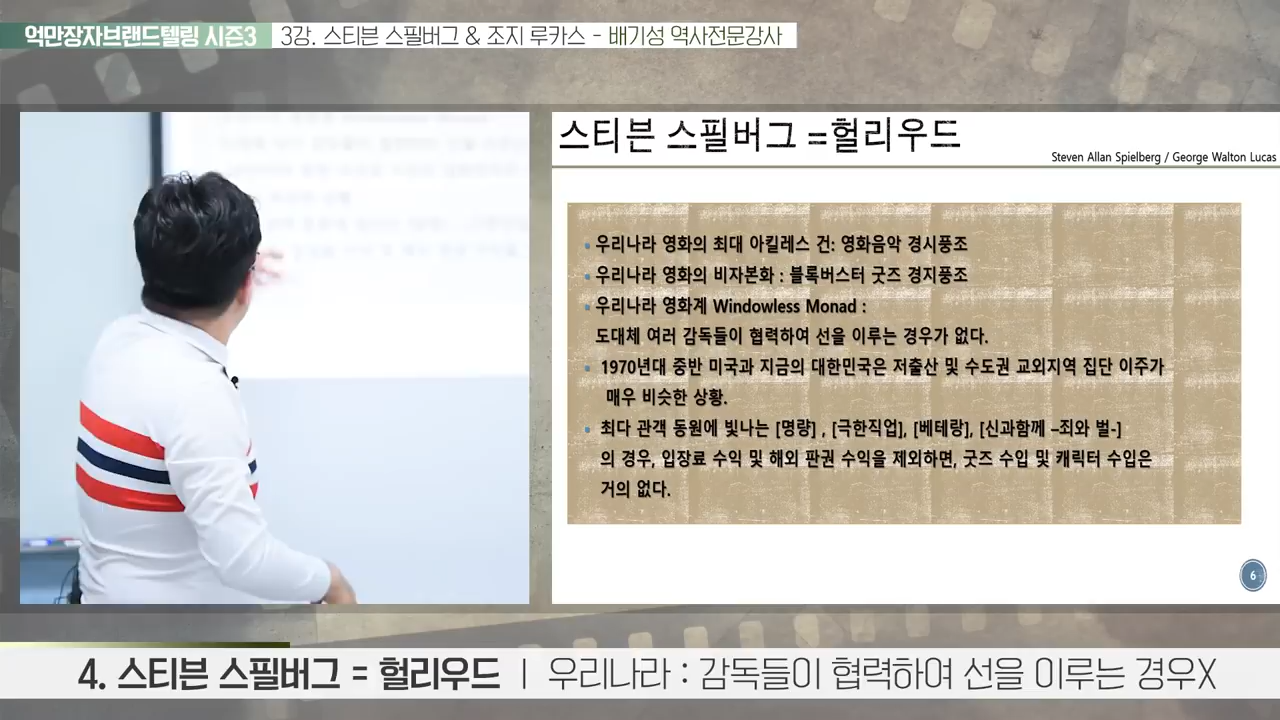 억만장자브랜드텔링 시즌3 3강. 스티븐 스필버그 & 조지 루카스 - 배기성 역사전문강사
스티븐 스필버그 =헐리우드
Steven Allan Spielberg / George Walton Lucas
• 우리나라 영화의 최대 아킬레스 건: 영화음악 경시풍조
• 우리나라 영화의 비자본화 : 블록버스터 굿즈 경지풍조
• 우리나라 영화계 Windowless Monad :
도대체 여러 감독들이 협력하여 선을 이루는 경우가 없다.
• 1970년대 중반 미국과 지금의 대한민국은 저출산 및 수도권 교외지역 집단 이주가
매우 비슷한 상황.
• 최다 관객 동원에 빛나는 [명량] , [극한직업], [베테랑], [신과함께 –죄와 벌-]
의 경우, 입장료 수익 및 해외 판권 수익을 제외하면, 굿즈 수입 및 캐릭터 수입은
거의 없다.
6
4. 스티븐 스필버그 = 헐리우드 | 우리나라 : 감독들이 협력하여 선을 이루는 경우X